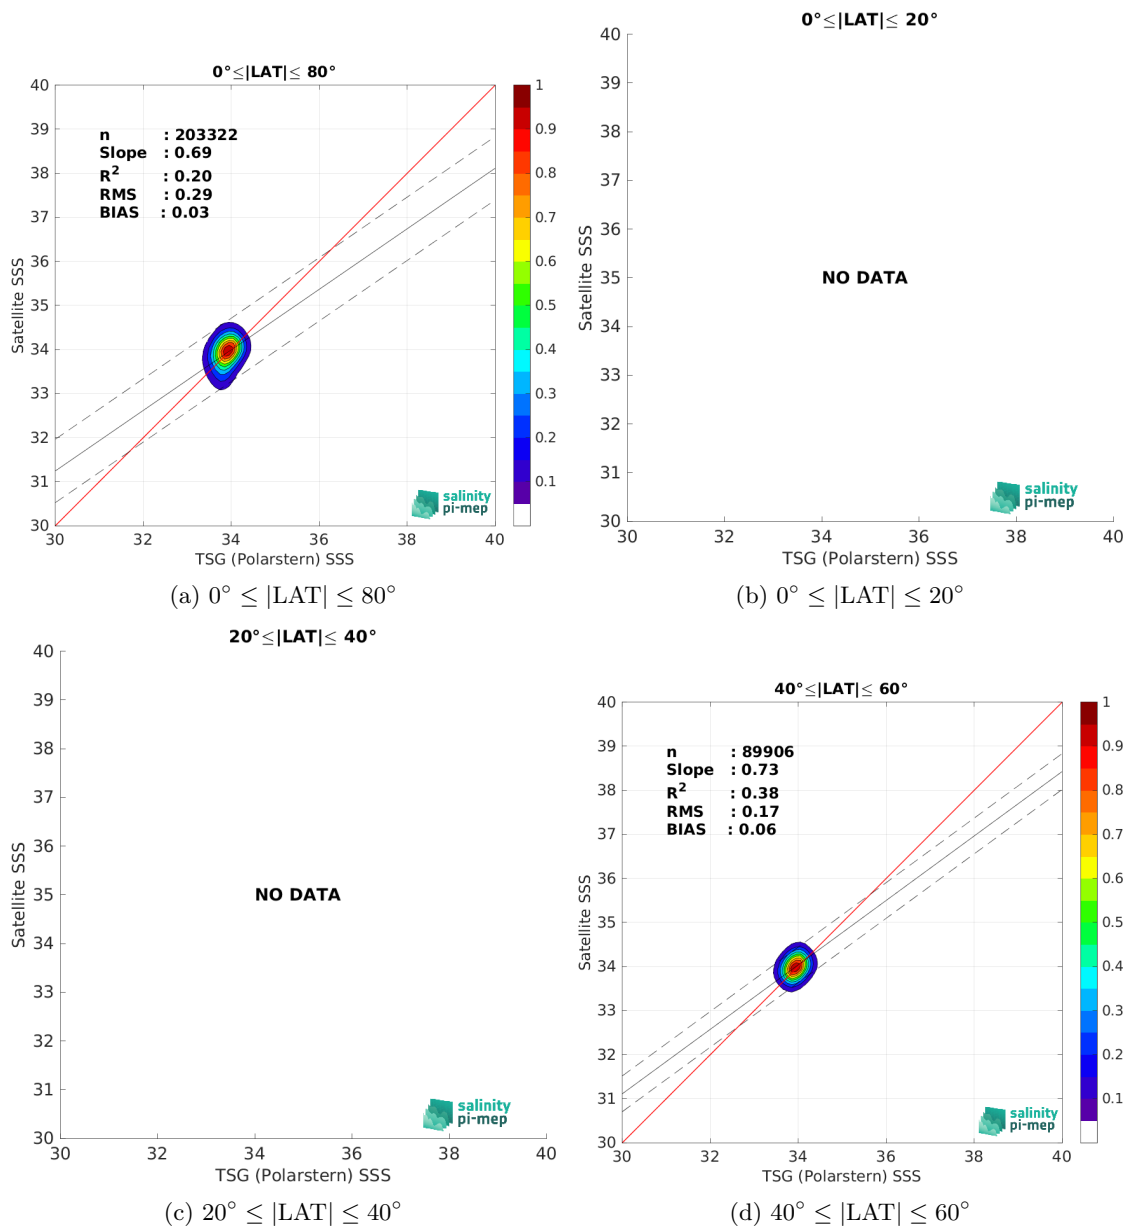 0°≤|LAT|≤ 80°
40
39
38
37
36
35
34
33
32
31
30
Satellite SSS
n : 203322
Slope : 0.69
R² : 0.20
RMS : 0.29
BIAS : 0.03
salinity
pi-mep
30 32 34 36 38 40
TSG (Polarstern) SSS
1
0.9
0.8
0.7
0.6
0.5
0.4
0.3
0.2
0.1
(a) 0° ≤ |LAT| ≤ 80°
0°≤|LAT|≤ 20°
40
39
38
37
36
35
34
33
32
31
30
Satellite SSS
NO DATA
salinity
pi-mep
30 32 34 36 38 40
TSG (Polarstern) SSS
(b) 0° ≤ |LAT| ≤ 20°
20°≤|LAT|≤ 40°
40
39
38
37
36
35
34
33
32
31
30
Satellite SSS
NO DATA
salinity
pi-mep
30 32 34 36 38 40
TSG (Polarstern) SSS
(c) 20° ≤ |LAT| ≤ 40°
40°≤|LAT|≤ 60°
40
39
38
37
36
35
34
33
32
31
30
Satellite SSS
n : 89906
Slope : 0.73
R² : 0.38
RMS : 0.17
BIAS : 0.06
salinity
pi-mep
30 32 34 36 38 40
TSG (Polarstern) SSS
1
0.9
0.8
0.7
0.6
0.5
0.4
0.3
0.2
0.1
(d) 40° ≤ |LAT| ≤ 60°